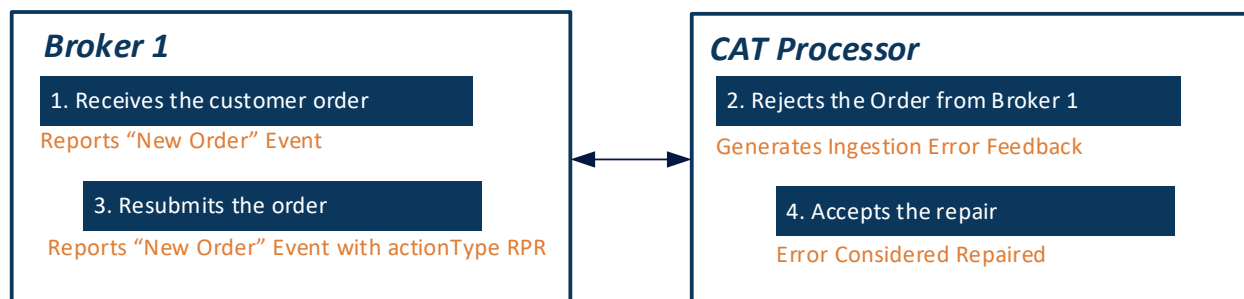 Broker 1
1. Receives the customer order
Reports “New Order” Event
3. Resubmits the order
Reports “New Order” Event with actionType RPR
CAT Processor
2. Rejects the Order from Broker 1
Generates Ingestion Error Feedback
4. Accepts the repair
Error Considered Repaired